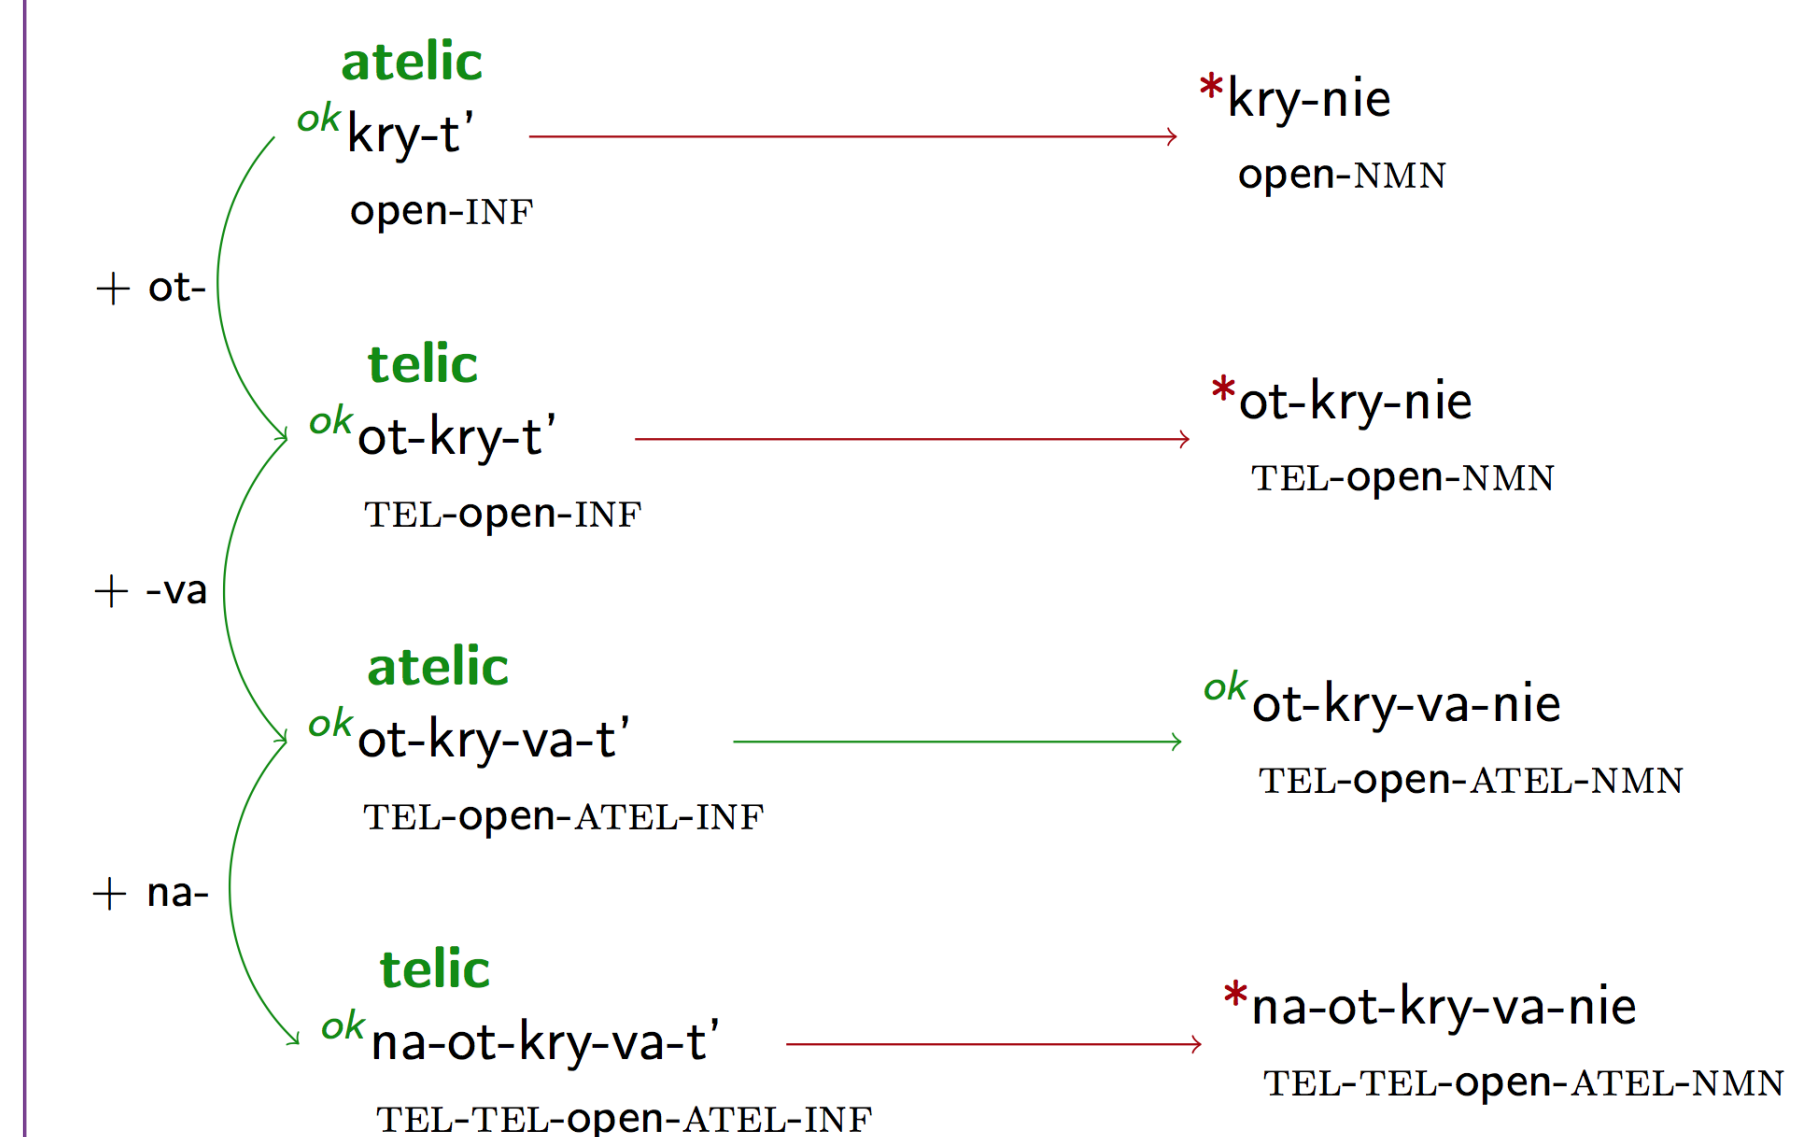 atelic
ok kry-t’
*kry-nie
open-INF
open-NMN
+ ot-
telic
ok ot-kry-t’
*ot-kry-nie
TEL-open-INF
TEL-open-NMN
+ -va
atelic
ok ot-kry-va-t’
ok ot-kry-va-nie
TEL-open-ATEL-INF
TEL-open-ATEL-NMN
+ na-
telic
ok na-ot-kry-va-t’
*na-ot-kry-va-nie
TEL-TEL-open-ATEL-INF
TEL-TEL-open-ATEL-NMN